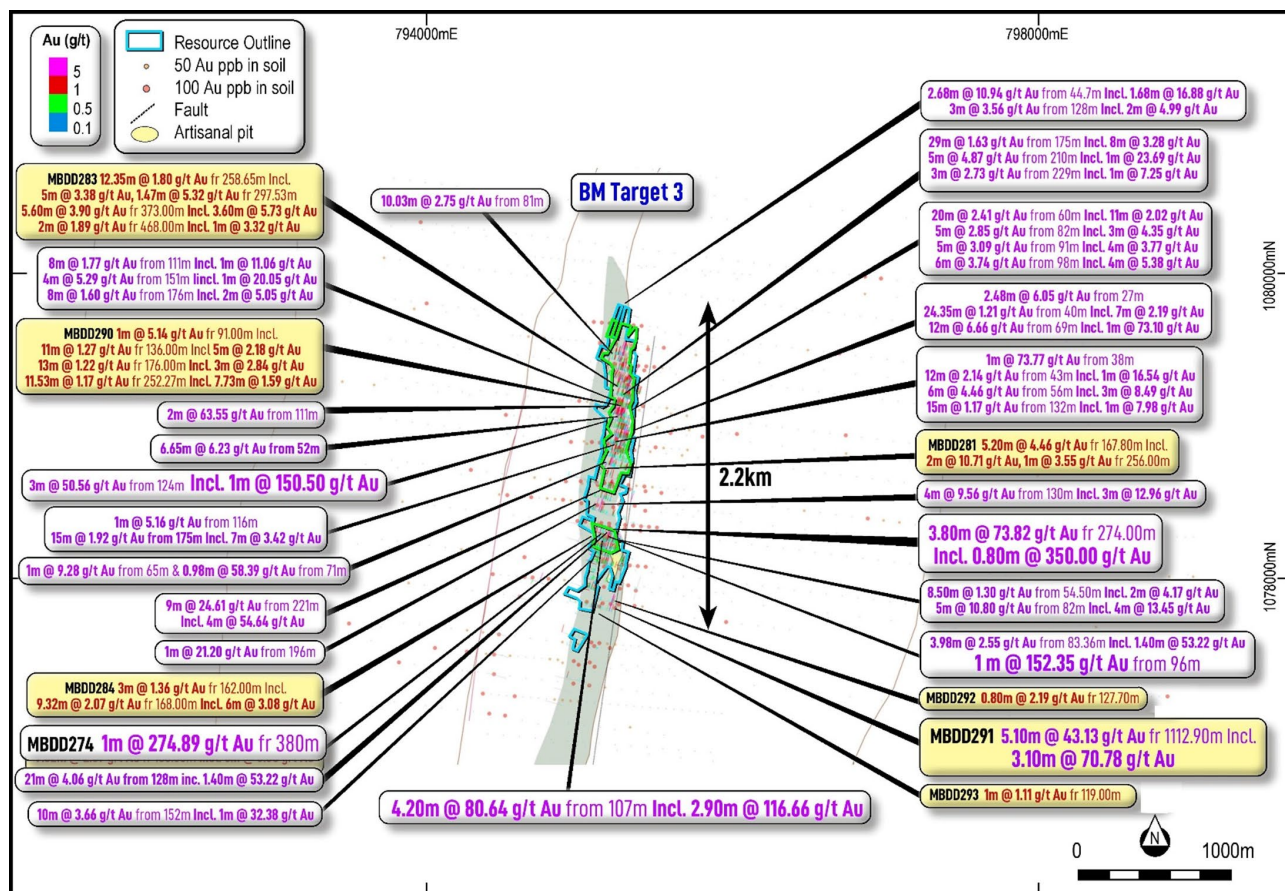 794000mE
798000mE
Au (g/t)
5
1
0.5
0.1
Resource Outline
50 Au ppb in soil
100 Au ppb in soil
Fault
Artisanal pit
MBDD283 12.35m @ 1.80 g/t Au fr 258.65m Incl.
5m @ 3.38 g/t Au, 1.47m @ 5.32 g/t Au fr 297.53m
5.60m @ 3.90 g/t Au fr 373.00m Incl. 3.60m @ 5.73 g/t Au
2m @ 1.89 g/t Au fr 468.00m Incl. 1m @ 3.32 g/t Au
8m @ 1.77 g/t Au from 111m Incl. 1m @ 11.06 g/t Au
4m @ 5.29 g/t Au from 151m Iincl. 1m @ 20.05 g/t Au
8m @ 1.60 g/t Au from 176m Incl. 2m @ 5.05 g/t Au
MBDD290 1m @ 5.14 g/t Au fr 91.00m Incl.
11m @ 1.27 g/t Au fr 136.00m Incl 5m @ 2.18 g/t Au
13m @ 1.22 g/t Au fr 176.00m Incl. 3m @ 2.84 g/t Au
11.53m @ 1.17 g/t Au fr 252.27m Incl. 7.73m @ 1.59 g/t Au
2m @ 63.55 g/t Au from 111m
6.65m @ 6.23 g/t Au from 52m
3m @ 50.56 g/t Au from 124m Incl. 1m @ 150.50 g/t Au
1m @ 5.16 g/t Au from 116m
15m @ 1.92 g/t Au from 175m Incl. 7m @ 3.42 g/t Au
1m @ 9.28 g/t Au from 65m & 0.98m @ 58.39 g/t Au from 71m
9m @ 24.61 g/t Au from 221m
Incl. 4m @ 54.64 g/t Au
1m @ 21.20 g/t Au from 196m
MBDD284 3m @ 1.36 g/t Au fr 162.00m Incl.
9.32m @ 2.07 g/t Au fr 168.00m Incl. 6m @ 3.08 g/t Au
MBDD274 1m @ 274.89 g/t Au fr 380m
21m @ 4.06 g/t Au from 128m inc. 1.40m @ 53.22 g/t Au
10m @ 3.66 g/t Au from 152m Incl. 1m @ 32.38 g/t Au
10.03m @ 2.75 g/t Au from 81m
BM Target 3
2.2km
4.20m @ 80.64 g/t Au from 107m Incl. 2.90m @ 116.66 g/t Au
2.68m @ 10.94 g/t Au from 44.7m Incl. 1.68m @ 16.88 g/t Au
3m @ 3.56 g/t Au from 128m Incl. 2m @ 4.99 g/t Au
29m @ 1.63 g/t Au from 175m Incl. 8m @ 3.28 g/t Au
5m @ 4.87 g/t Au from 210m Incl. 1m @ 23.69 g/t Au
3m @ 2.73 g/t Au from 229m Incl. 1m @ 7.25 g/t Au
20m @ 2.41 g/t Au from 60m Incl. 11m @ 2.02 g/t Au
5m @ 2.85 g/t Au from 82m Incl. 3m @ 4.35 g/t Au
5m @ 3.09 g/t Au from 91m Incl. 4m @ 3.77 g/t Au
6m @ 3.74 g/t Au from 98m Incl. 4m @ 5.38 g/t Au
2.48m @ 6.05 g/t Au from 27m
24.35m @ 1.21 g/t Au from 40m Incl. 7m @ 2.19 g/t Au
12m @ 6.66 g/t Au from 69m Incl. 1m @ 73.10 g/t Au
1m @ 73.77 g/t Au from 38m
12m @ 2.14 g/t Au from 43m Incl. 1m @ 16.54 g/t Au
6m @ 4.46 g/t Au from 56m Incl. 3m @ 8.49 g/t Au
15m @ 1.17 g/t Au from 132m Incl. 1m @ 7.98 g/t Au
MBDD281 5.20m @ 4.46 g/t Au fr 167.80m Incl.
2m @ 10.71 g/t Au, 1m @ 3.55 g/t Au fr 256.00m
4m @ 9.56 g/t Au from 130m Incl. 3m @ 12.96 g/t Au
3.80m @ 73.82 g/t Au fr 274.00m
Incl. 0.80m @ 350.00 g/t Au
8.50m @ 1.30 g/t Au from 54.50m Incl. 2m @ 4.17 g/t Au
5m @ 10.80 g/t Au from 82m Incl. 4m @ 13.45 g/t Au
3.98m @ 2.55 g/t Au from 83.36m Incl. 1.40m @ 53.22 g/t Au
1 m @ 152.35 g/t Au from 96m
MBDD292 0.80m @ 2.19 g/t Au fr 127.70m
MBDD291 5.10m @ 43.13 g/t Au fr 1112.90m Incl.
3.10m @ 70.78 g/t Au
MBDD293 1m @ 1.11 g/t Au fr 119.00m
1080000mN
1078000mN
N
0 1000m